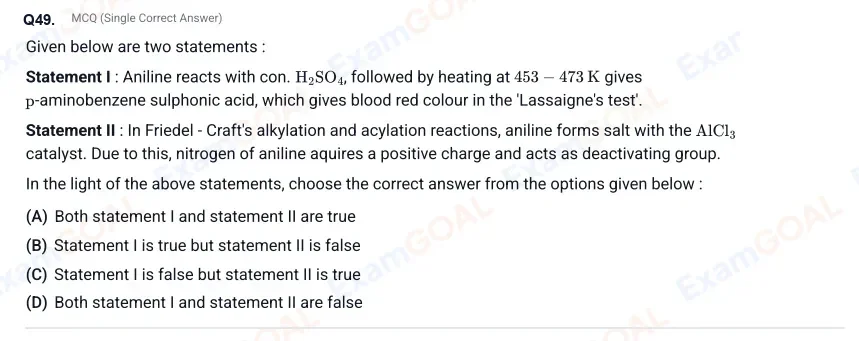 Q49. MCQ (Single Correct Answer)
Given below are two statements :
Statement I : Aniline reacts with con. H₂SO₄, followed by heating at 453 – 473 K gives
p-aminobenzene sulphonic acid, which gives blood red colour in the 'Lassaigne's test'.
Statement II : In Friedel - Craft's alkylation and acylation reactions, aniline forms salt with the AlCl₃
catalyst. Due to this, nitrogen of aniline aquires a positive charge and acts as deactivating group.
In the light of the above statements, choose the correct answer from the options given below :
(A) Both statement I and statement II are true
(B) Statement I is true but statement II is false
(C) Statement I is false but statement II is true
(D) Both statement I and statement II are false
ExamGOAL